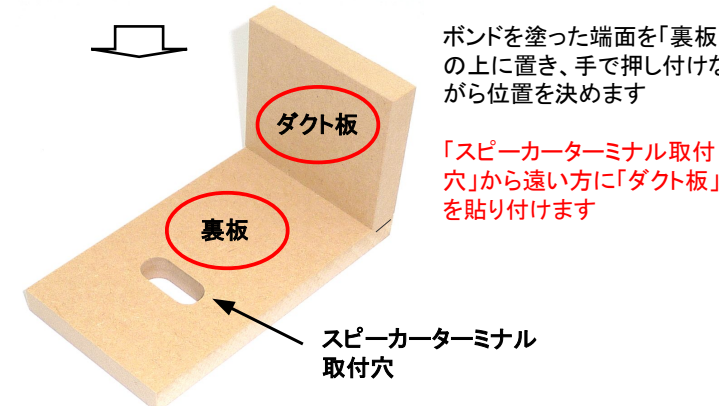 ボンドを塗った端面を「裏板
の上に置き、手で押し付けな
がら位置を決めます
「スピーカーターミナル取付
穴」から遠い方に「ダクト板」
を貼り付けます
ダクト板
裏板
スピーカーターミナル
取付穴